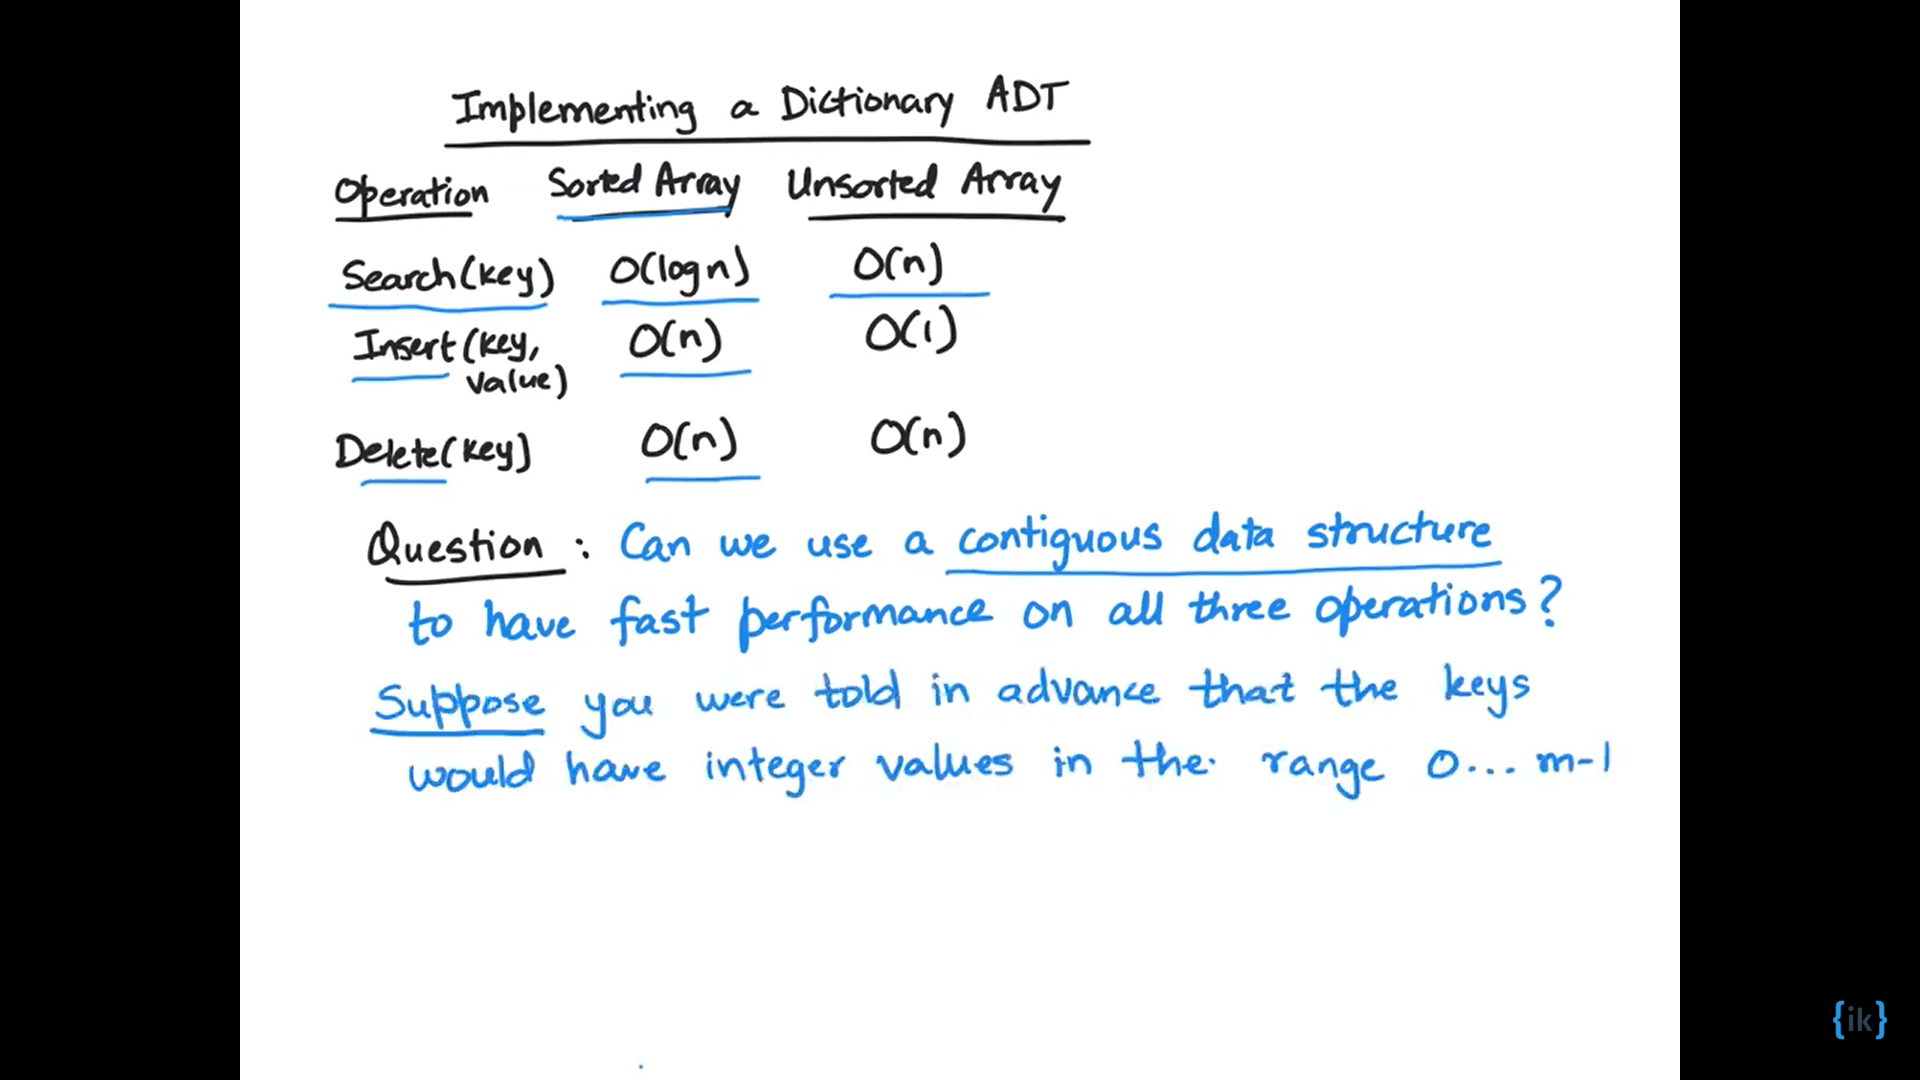 Implementing a Dictionary ADT
Operation Sorted Array Unsorted Array
Search(key) O(log n) O(n)
Insert(key, O(n) O(1)
value)
Delete(key) O(n) O(n)
Question : Can we use a contiguous data structure
to have fast performance on all three operations?
Suppose you were told in advance that the keys
would have integer values in the range 0... m-1
{ik}